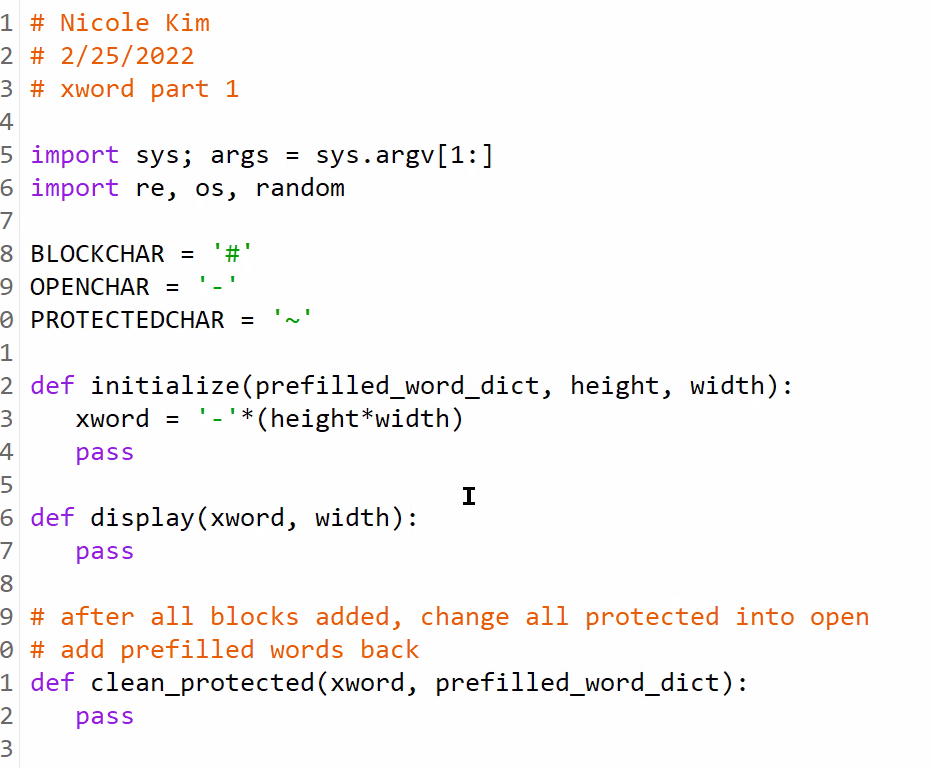 1 # Nicole Kim
2 # 2/25/2022
3 # xword part 1
4
5 import sys; args = sys.argv[1:]
6 import re, os, random
7
8 BLOCKCHAR = '#'
9 OPENCHAR = '-'
0 PROTECTEDCHAR = '~'
1
2 def initialize(prefilled_word_dict, height, width):
3    xword = '-'*(height*width)
4    pass
5
6 def display(xword, width):
7    pass
8
9 # after all blocks added, change all protected into open
0 # add prefilled words back
1 def clean_protected(xword, prefilled_word_dict):
2    pass
3